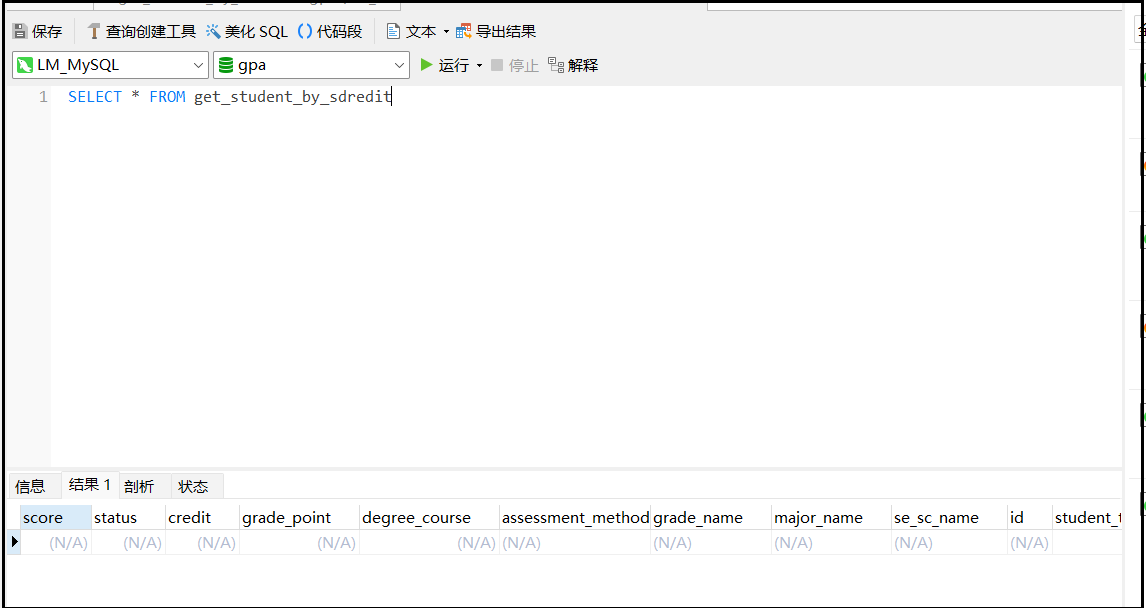 保存 查询创建工具 美化 SQL () 代码段 文本 导出结果
LM_MySQL gpa 运行 停止 解释
1 SELECT * FROM get_student_by_sdredit
信息 结果 1 剖析 状态
score status credit grade_point degree_course assessment_method grade_name major_name se_sc_name id student_t
(N/A) (N/A) (N/A) (N/A) (N/A) (N/A) (N/A) (N/A) (N/A) (N/A)